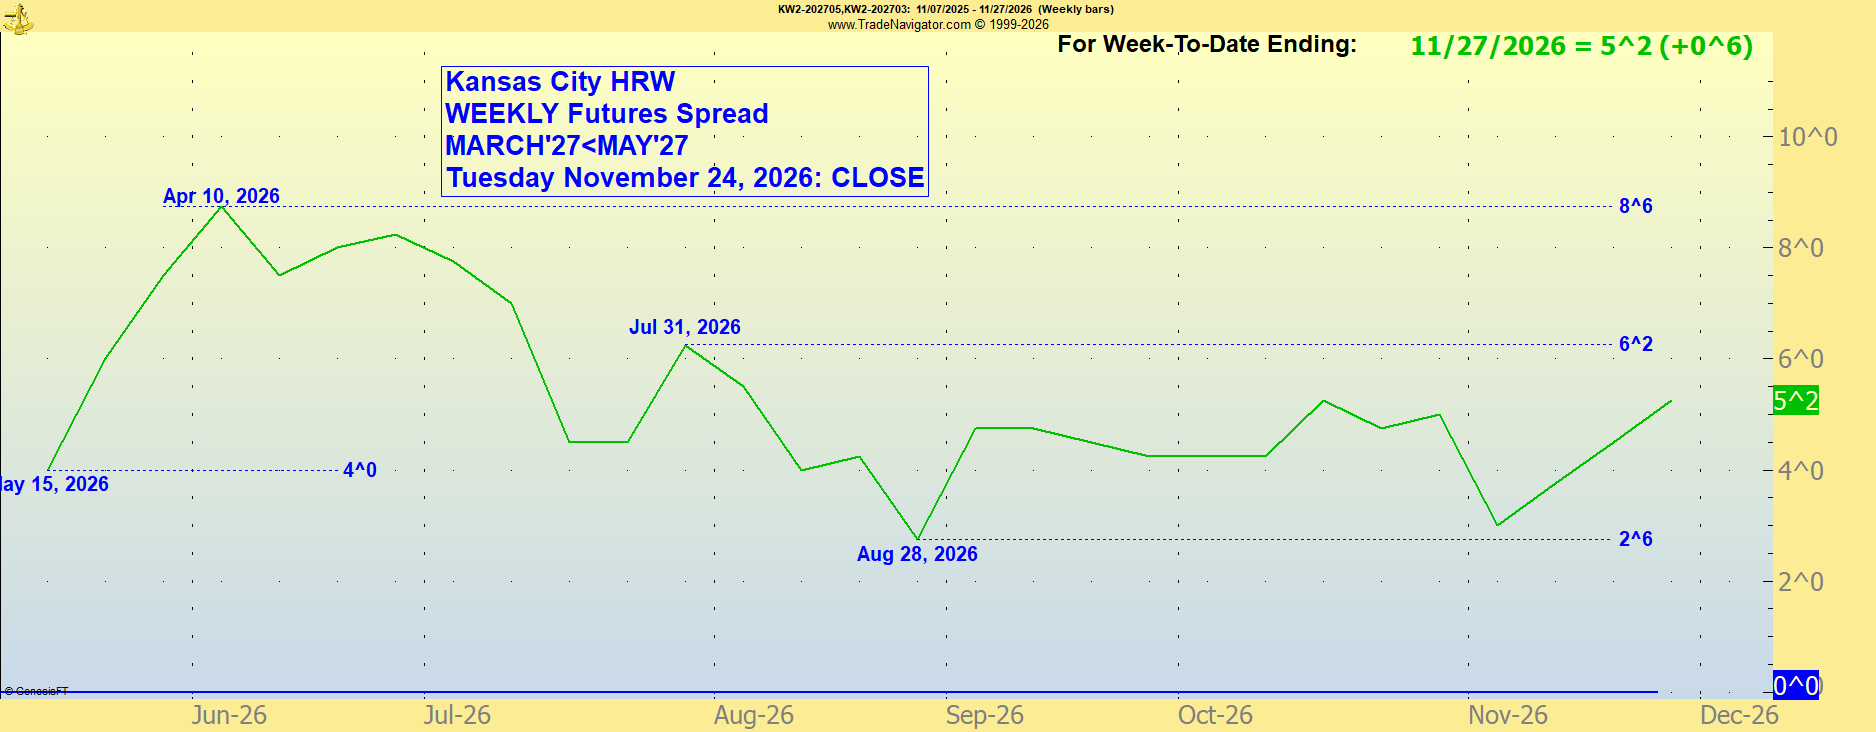 KW2-202705,KW2-202703: 11/07/2025 - 11/27/2026 (Weekly bars)
www.TradeNavigator.com © 1999-2026
For Week-To-Date Ending: 11/27/2026 = 5^2 (+0^6)
Kansas City HRW
WEEKLY Futures Spread
MARCH'27<MAY'27
Tuesday November 24, 2026: CLOSE
10^0
Apr 10, 2026
8^6
8^0
Jul 31, 2026
6^2
6^0
5^2
4^0
4^0
ay 15, 2026
2^6
Aug 28, 2026
2^0
0^0
© GenesisFT
Jun-26 Jul-26 Aug-26 Sep-26 Oct-26 Nov-26 Dec-26